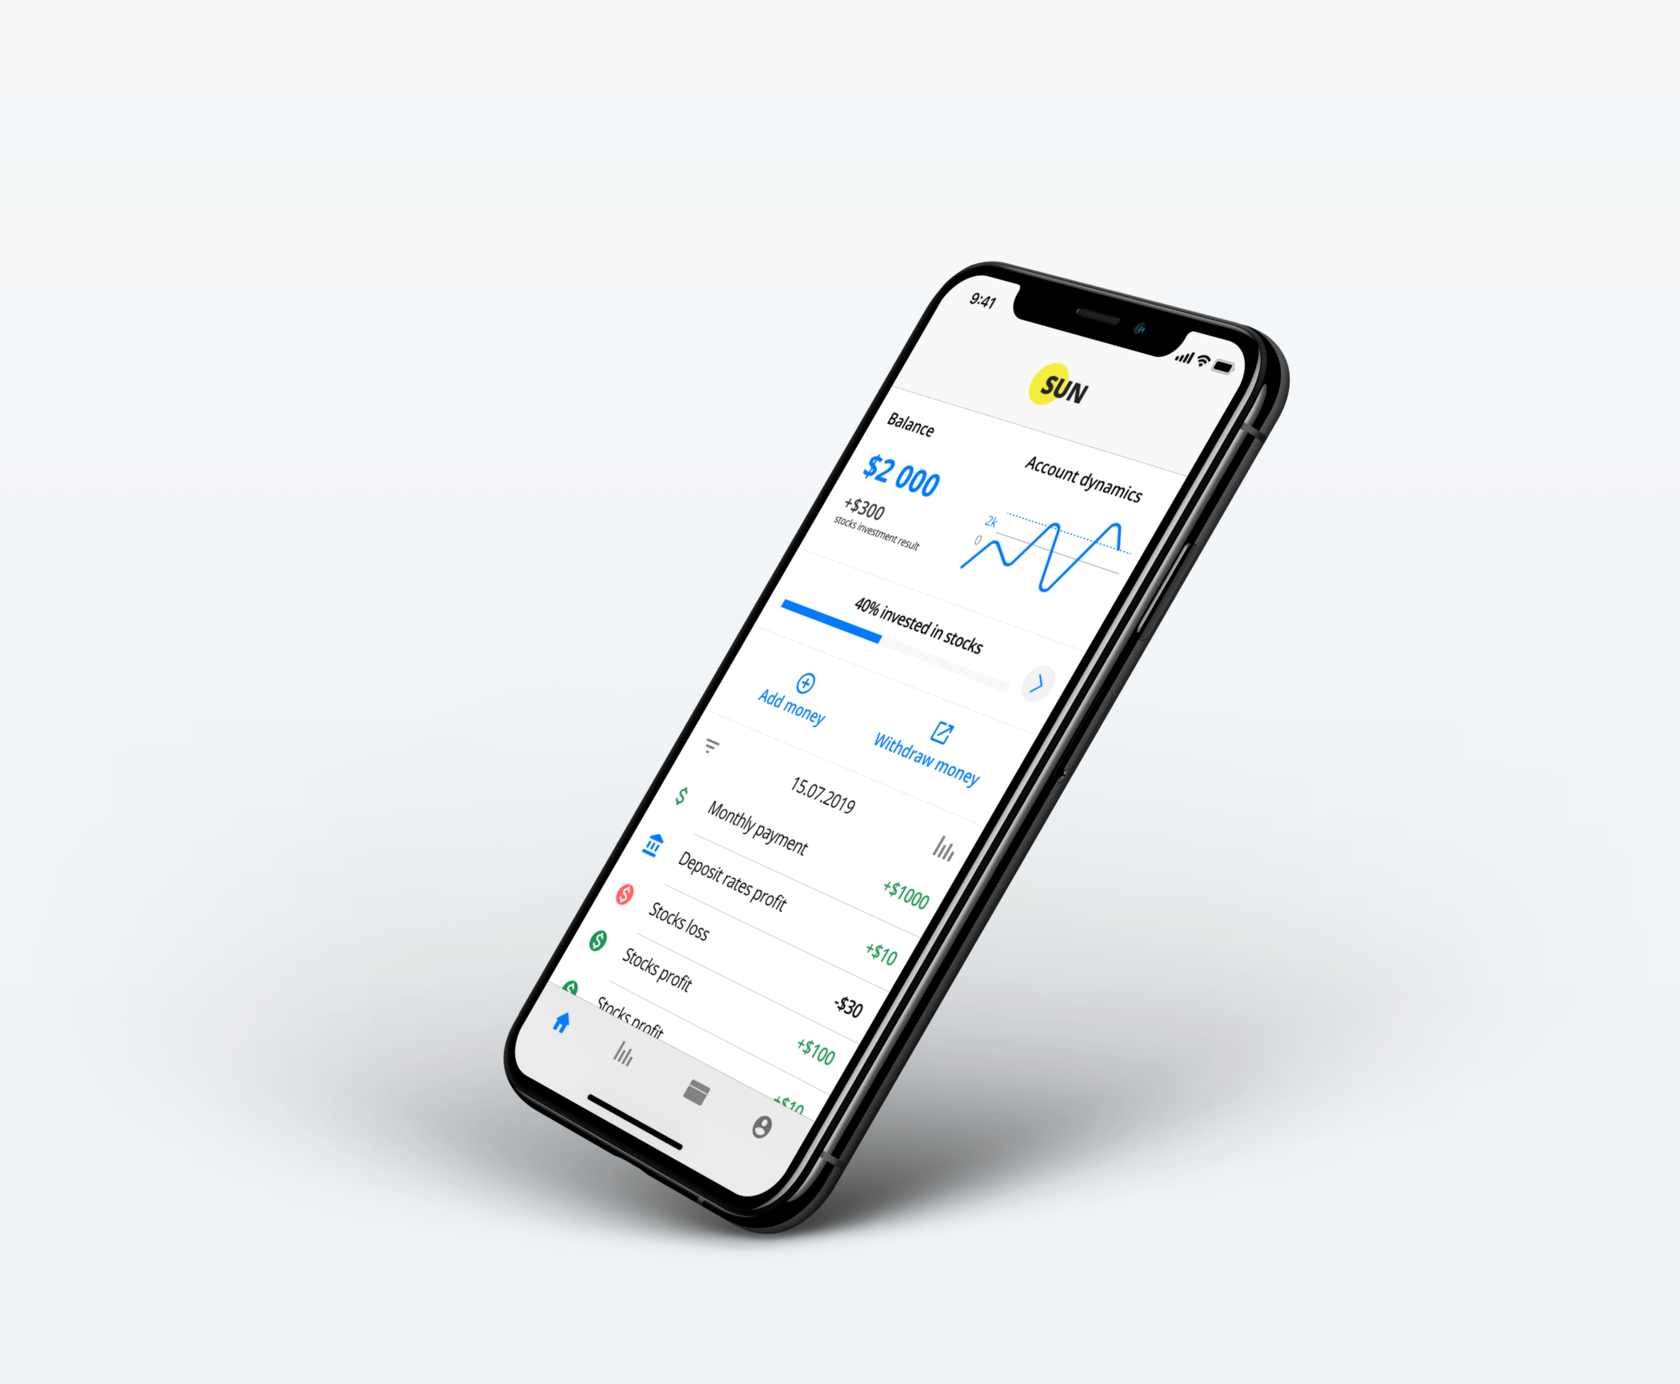 9:41
SUN
Balance
Account dynamics
$2 000
+$300
stocks investment result
2k
0
40% invested in stocks
Add money
Withdraw money
15.07.2019
Monthly payment
+$1000
Deposit rates profit
+$10
Stocks loss
-$30
Stocks profit
+$100
Stocks profit
+$10